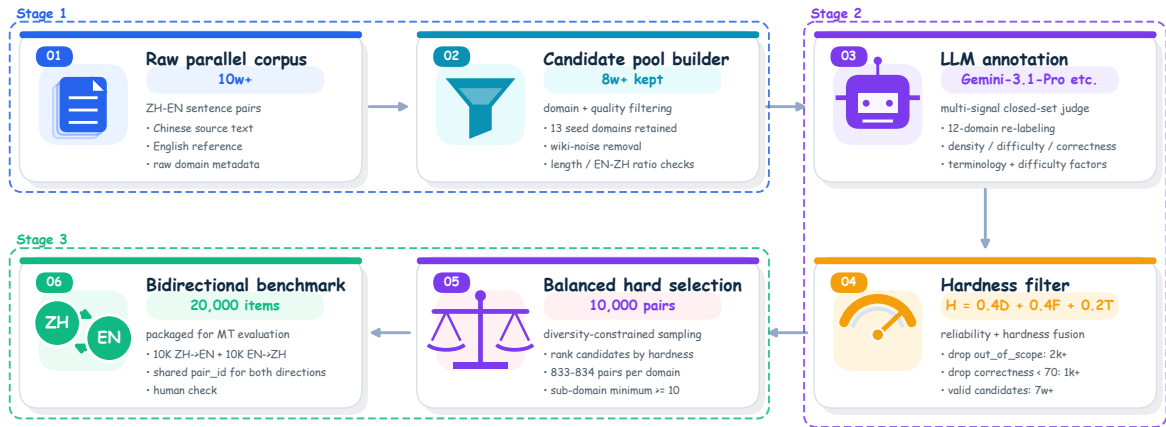 Stage 1
01
Raw parallel corpus
10w+
ZH-EN sentence pairs
• Chinese source text
• English reference
• raw domain metadata
02
Candidate pool builder
8w+ kept
domain + quality filtering
• 13 seed domains retained
• wiki-noise removal
• length / EN-ZH ratio checks
Stage 2
03
LLM annotation
Gemini-3.1-Pro etc.
multi-signal closed-set judge
• 12-domain re-labeling
• density / difficulty / correctness
• terminology + difficulty factors
04
Hardness filter
H = 0.4D + 0.4F + 0.2T
reliability + hardness fusion
• drop out_of_scope: 2k+
• drop correctness < 70: 1k+
• valid candidates: 7w+
Stage 3
05
Balanced hard selection
10,000 pairs
diversity-constrained sampling
• rank candidates by hardness
• 833-834 pairs per domain
• sub-domain minimum >= 10
06
ZH
EN
Bidirectional benchmark
20,000 items
packaged for MT evaluation
• 10K ZH->EN + 10K EN->ZH
• shared pair_id for both directions
• human check